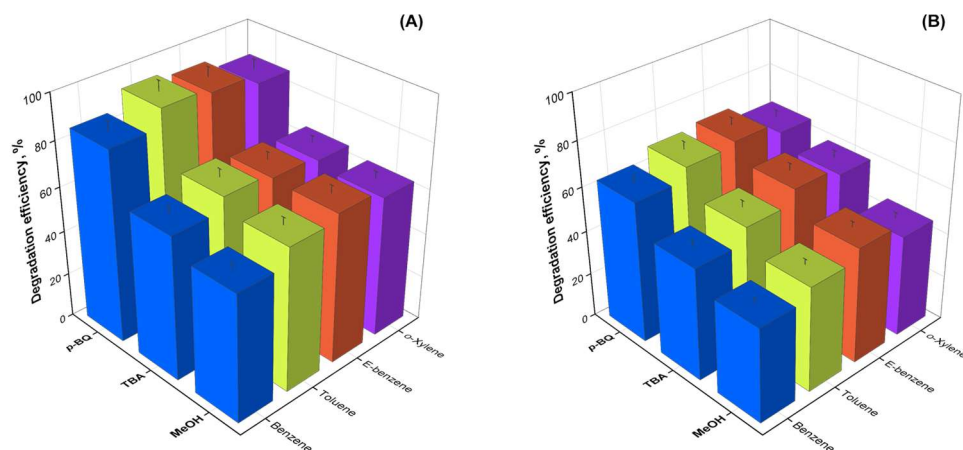 (A)
Degradation efficiency, %
100
80
60
40
20
0
p-BQ
TBA
MeOH
Benzene
Toluene
E-benzene
o-Xylene
(B)
Degradation efficiency, %
100
80
60
40
20
0
p-BQ
TBA
MeOH
Benzene
Toluene
E-benzene
o-Xylene